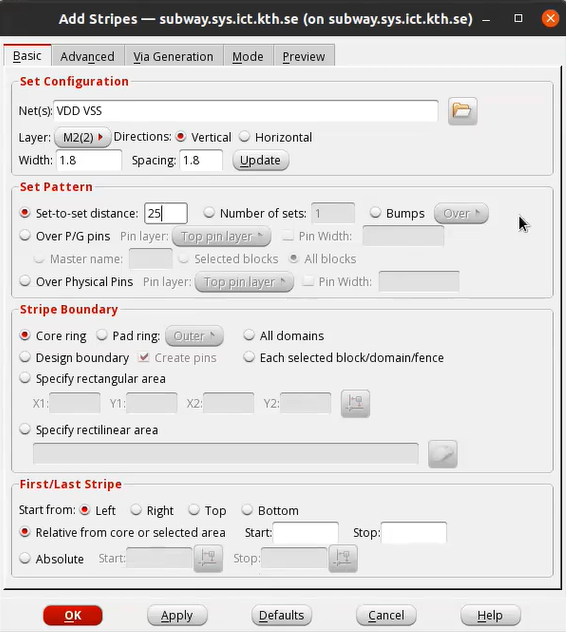 Add Stripes — subway.sys.ict.kth.se (on subway.sys.ict.kth.se)
Basic Advanced Via Generation Mode Preview
Set Configuration
Net(s): VDD VSS
Layer: M2(2) Directions: Vertical Horizontal
Width: 1.8 Spacing: 1.8 Update
Set Pattern
Set-to-set distance: 25 Number of sets: 1 Bumps Over
Over P/G pins Pin layer: Top pin layer Pin Width:
Master name: Selected blocks All blocks
Over Physical Pins Pin layer: Top pin layer Pin Width:
Stripe Boundary
Core ring Pad ring: Outer All domains
Design boundary Create pins Each selected block/domain/fence
Specify rectangular area
X1: Y1: X2: Y2:
Specify rectilinear area
First/Last Stripe
Start from: Left Right Top Bottom
Relative from core or selected area Start: Stop:
Absolute Start: Stop:
OK Apply Defaults Cancel Help